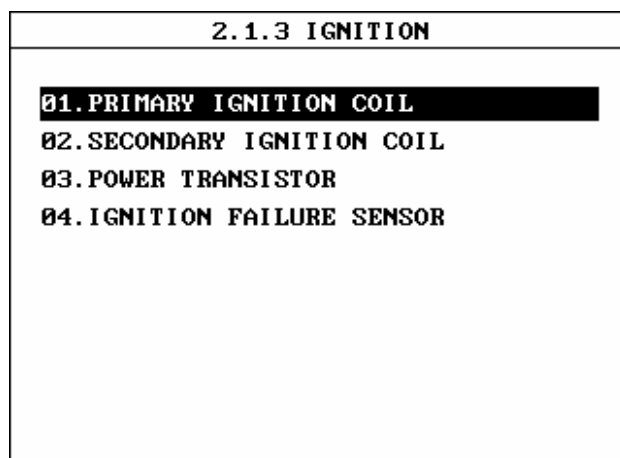 2.1.3 IGNITION
01.PRIMARY IGNITION COIL
02.SECONDARY IGNITION COIL
03.POWER TRANSISTOR
04.IGNITION FAILURE SENSOR